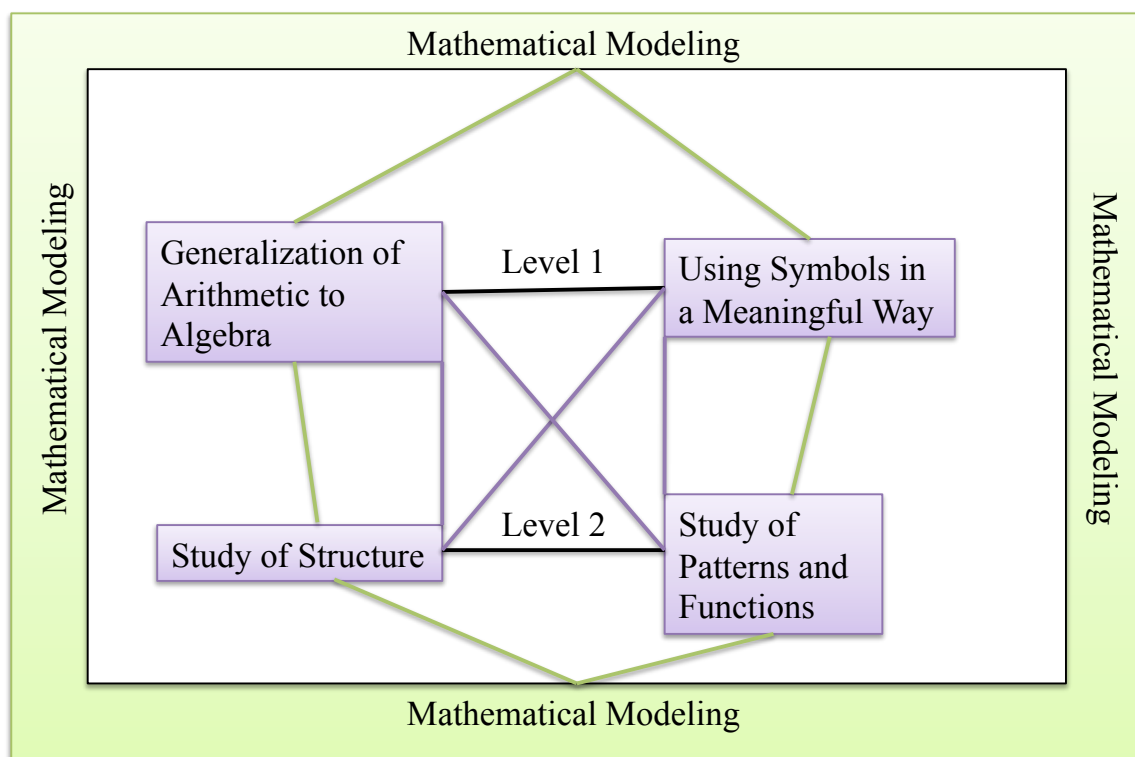 Mathematical Modeling
Mathematical Modeling
Generalization of
Arithmetic to
Algebra
Level 1
Using Symbols in
a Meaningful Way
Mathematical Modeling
Study of Structure
Level 2
Study of
Patterns and
Functions
Mathematical Modeling